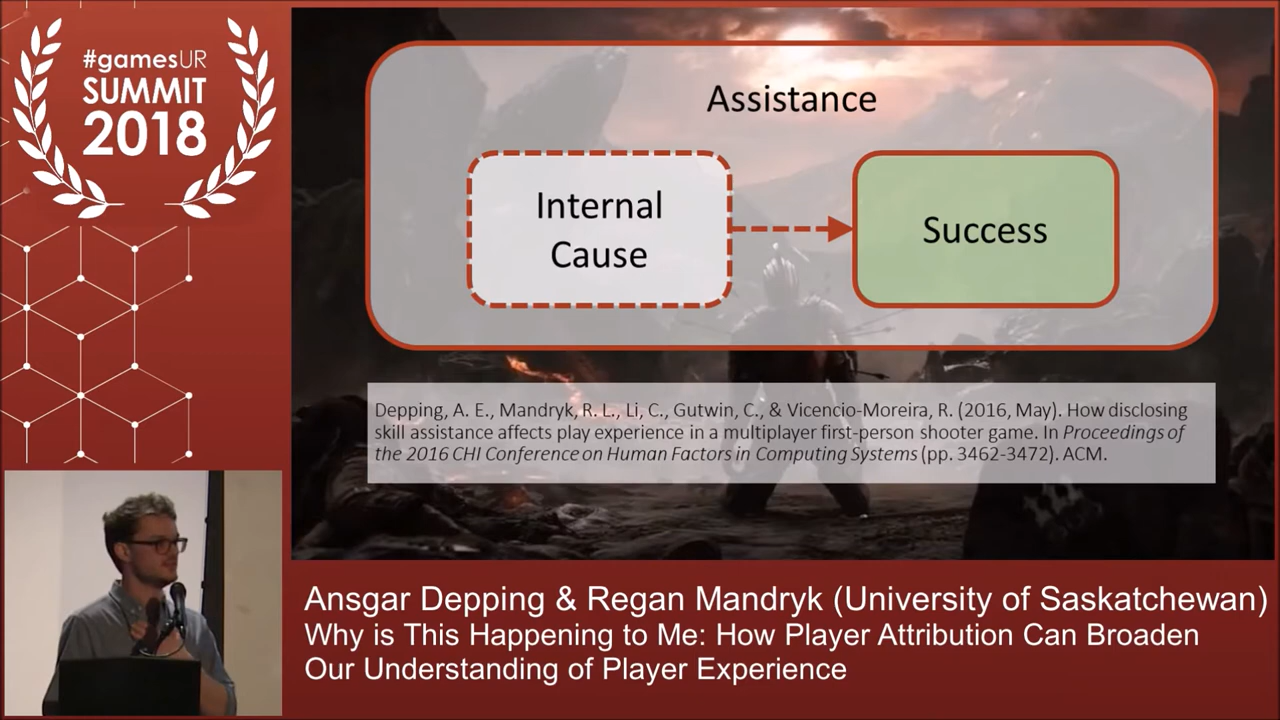 #gamesUR
SUMMIT
2018
Assistance
Internal
Cause
Success
Depping, A. E., Mandryk, R. L., Li, C., Gutwin, C., & Vicencio-Moreira, R. (2016, May). How disclosing
skill assistance affects play experience in a multiplayer first-person shooter game. In Proceedings of
the 2016 CHI Conference on Human Factors in Computing Systems (pp. 3462-3472). ACM.
Ansgar Depping & Regan Mandryk (University of Saskatchewan)
Why is This Happening to Me: How Player Attribution Can Broaden
Our Understanding of Player Experience